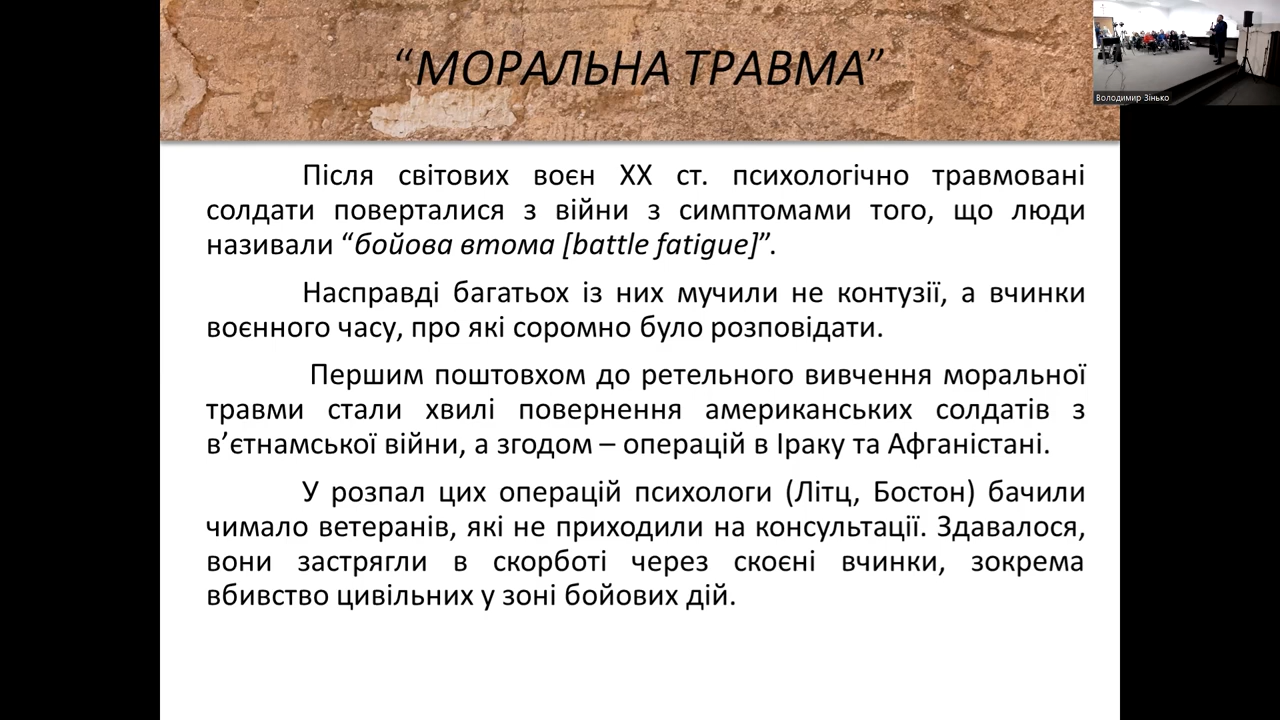 “МОРАЛЬНА ТРАВМА”
Володимир Зінько
Після світових воєн ХХ ст. психологічно травмовані
солдати поверталися з війни з симптомами того, що люди
називали “бойова втома [battle fatigue]”.
Насправді багатьох із них мучили не контузії, а вчинки
воєнного часу, про які соромно було розповідати.
Першим поштовхом до ретельного вивчення моральної
травми стали хвилі повернення американських солдатів з
в’єтнамської війни, а згодом – операцій в Іраку та Афганістані.
У розпал цих операцій психологи (Літц, Бостон) бачили
чимало ветеранів, які не приходили на консультації. Здавалося,
вони застрягли в скорботі через скоєні вчинки, зокрема
вбивство цивільних у зоні бойових дій.